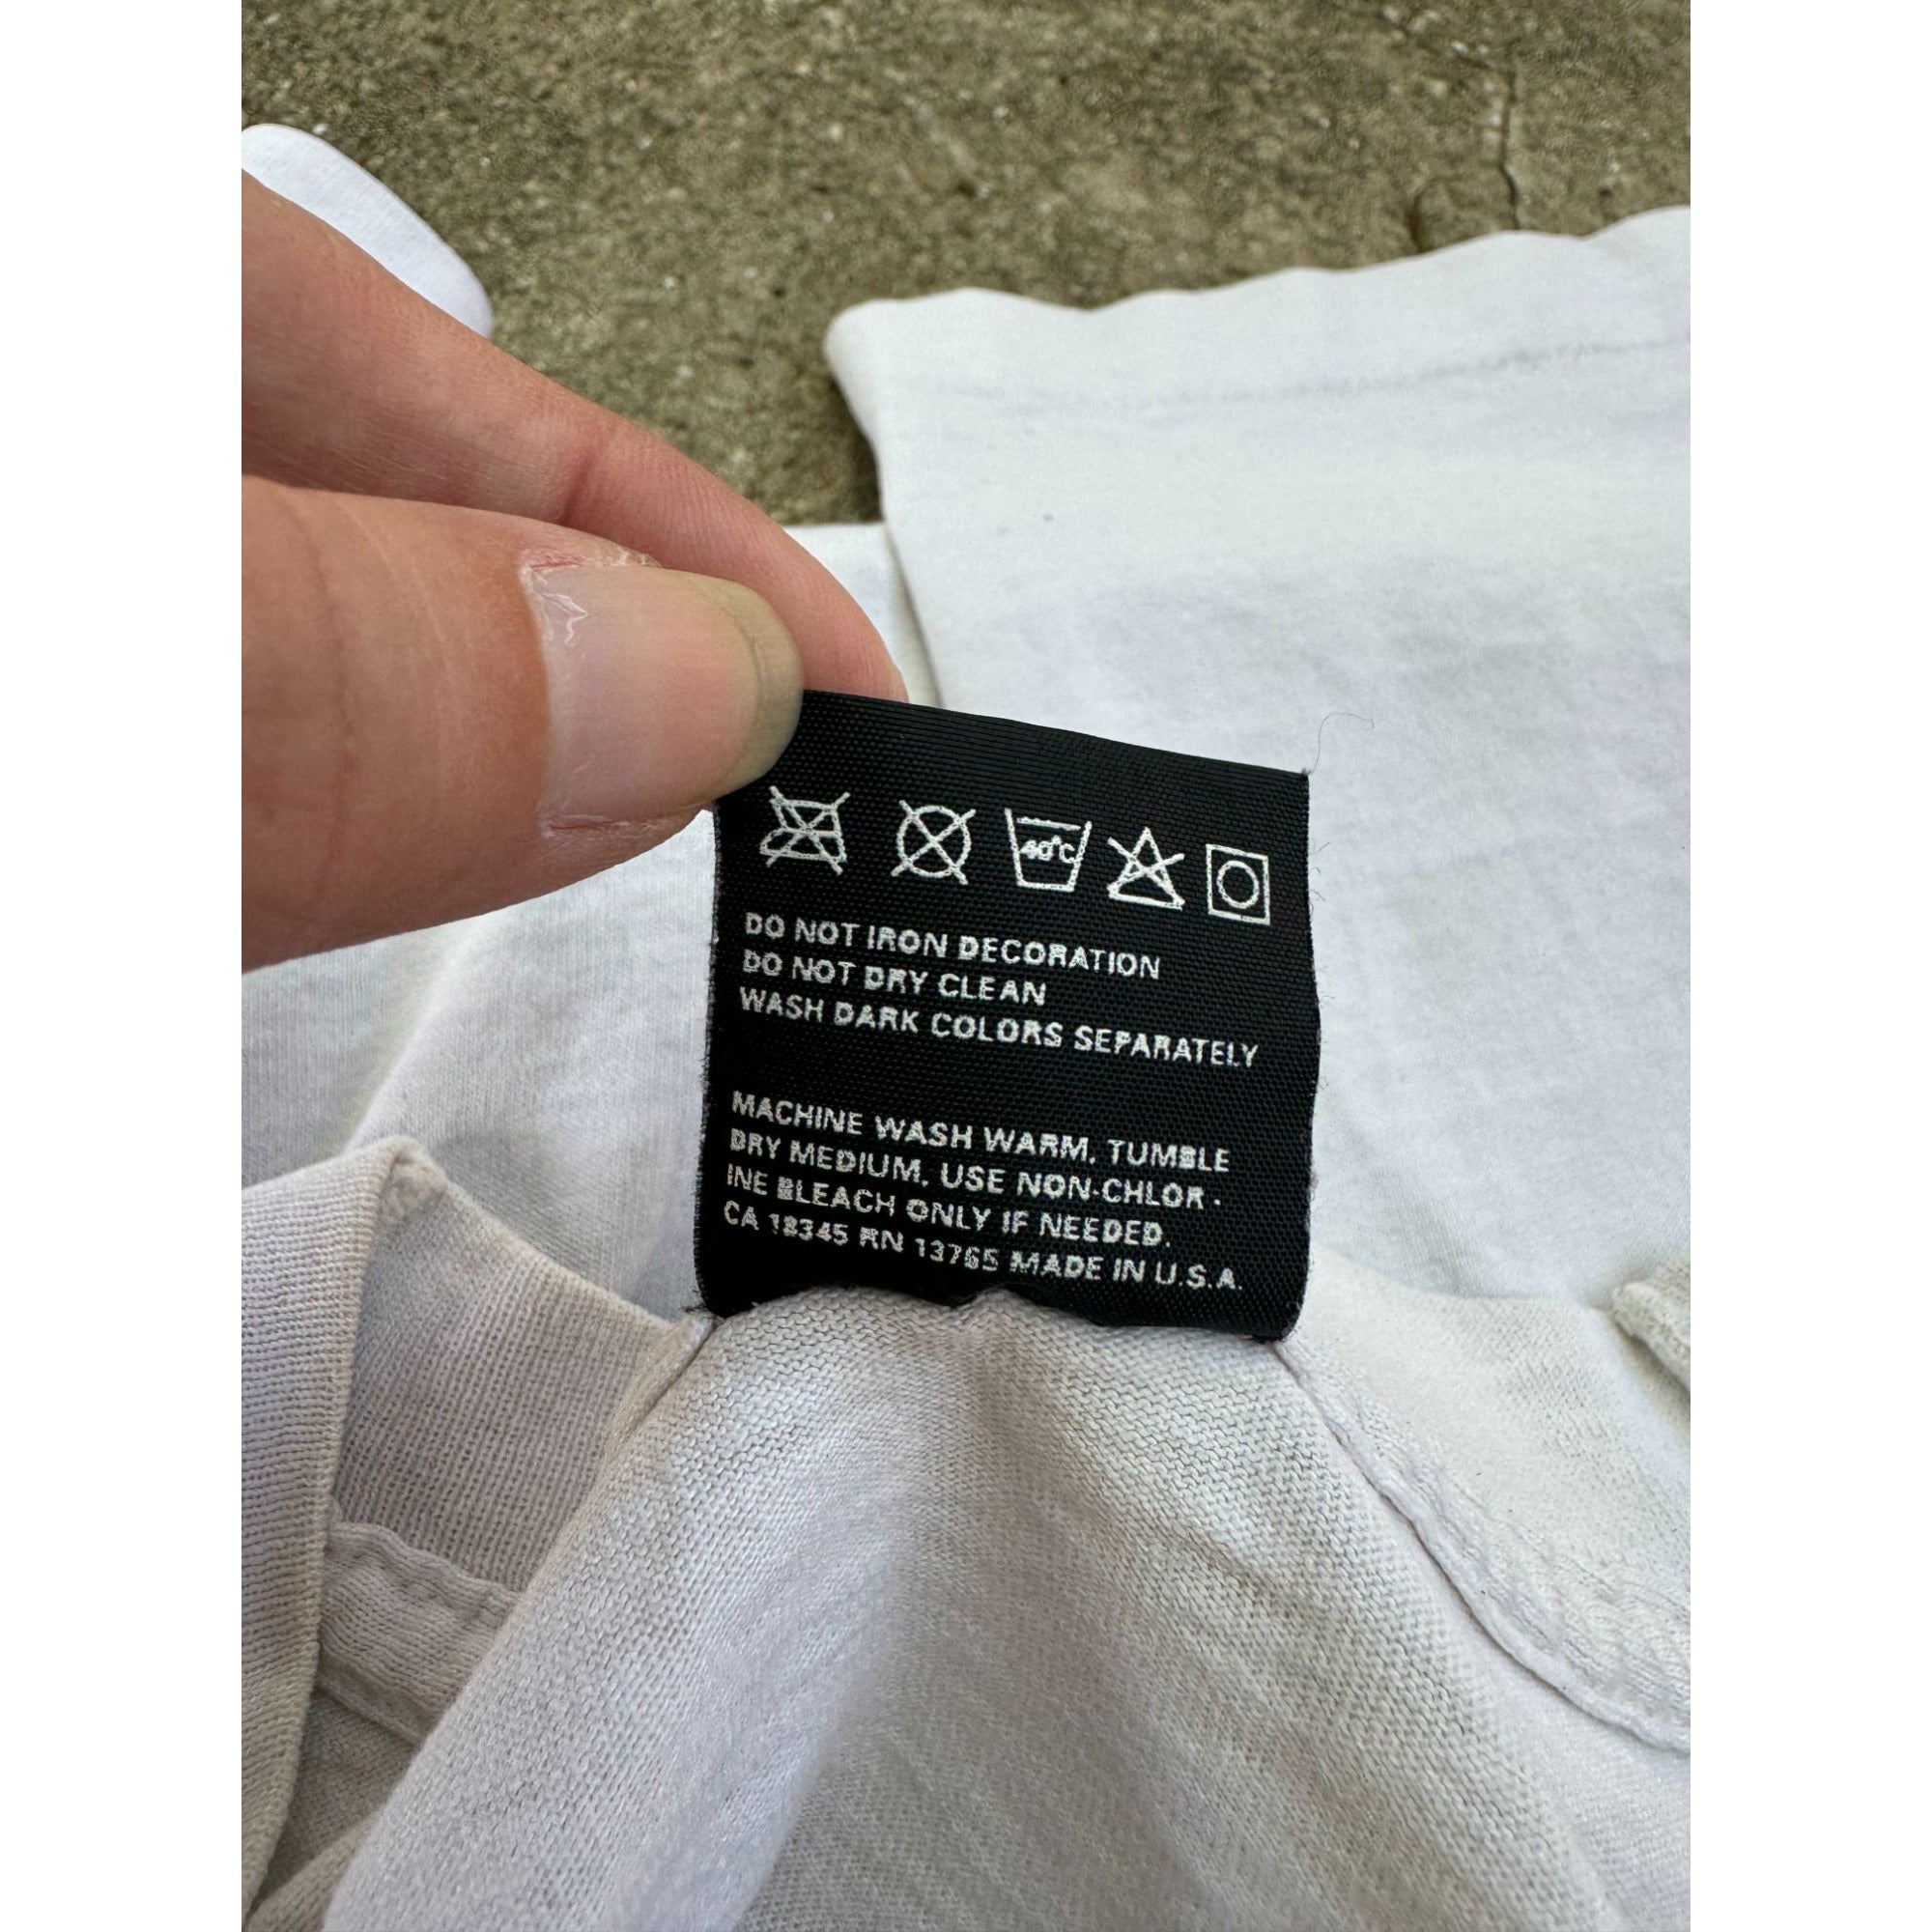 40°C
DO NOT IRON DECORATION
DO NOT DRY CLEAN
WASH DARK COLORS SEPARATELY
MACHINE WASH WARM, TUMBLE
DRY MEDIUM, USE NON-CHLOR-
INE BLEACH ONLY IF NEEDED.
CA 18345 RN 13765 MADE IN U.S.A.